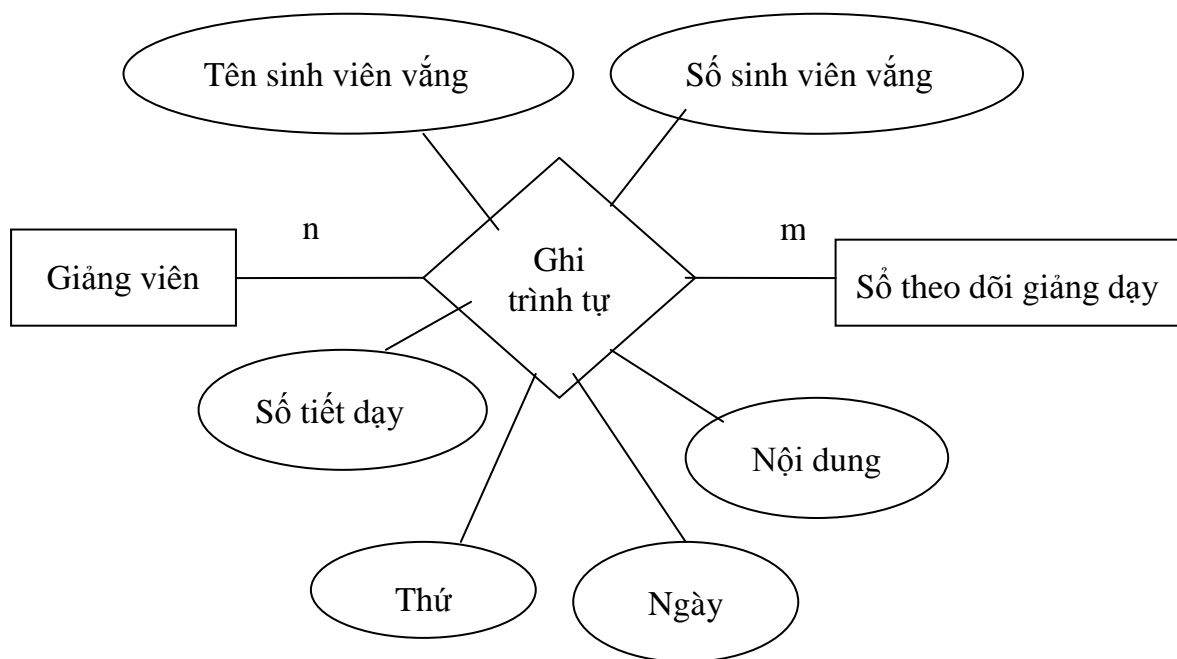 Tên sinh viên vắng
Số sinh viên vắng
n
m
Giảng viên
Ghi
trình tự
Sổ theo dõi giảng dạy
Số tiết dạy
Nội dung
Thứ
Ngày